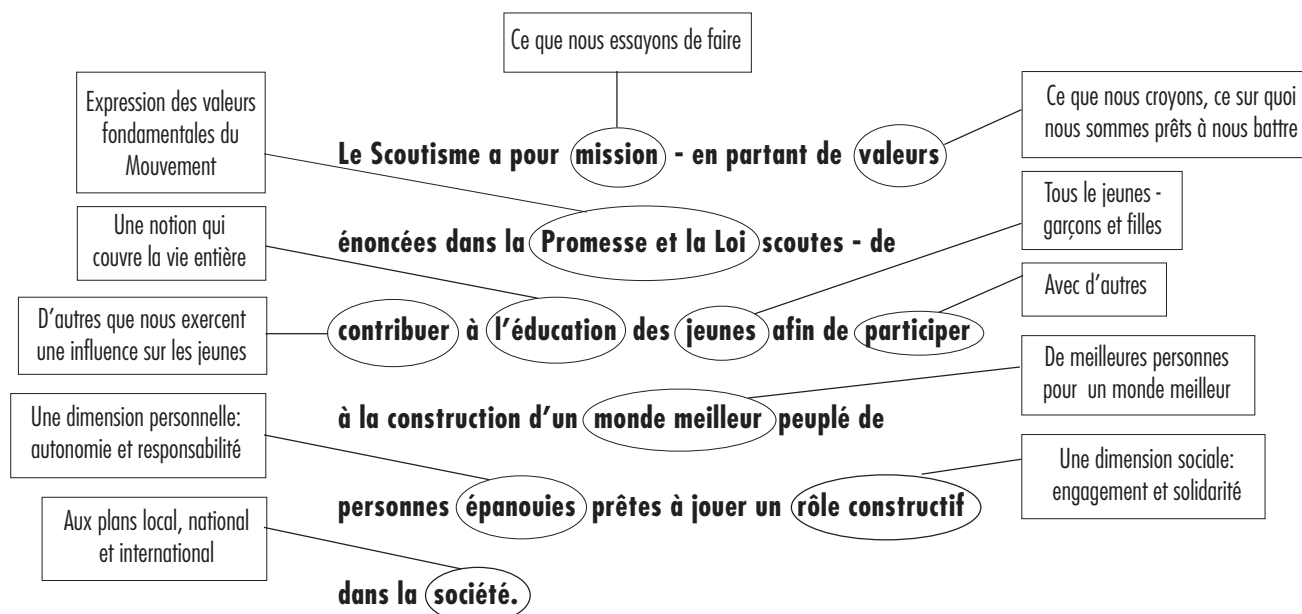 Ce que nous essayons de faire
Expression des valeurs
fondamentales du
Mouvement
Ce que nous croyons, ce sur quoi
nous sommes prêts à nous battre
Le Scoutisme a pour mission - en partant de valeurs
Tous le jeunes -
garçons et filles
Une notion qui
couvre la vie entière
énoncées dans la Promesse et la Loi scoutes - de
Avec d'autres
D'autres que nous exercent
une influence sur les jeunes
contribuer à l'éducation des jeunes afin de participer
De meilleures personnes
pour un monde meilleur
Une dimension personnelle:
autonomie et responsabilité
à la construction d'un monde meilleur peuplé de
Une dimension sociale:
engagement et solidarité
personnes épanouies prêtes à jouer un rôle constructif
Aux plans local, national
et international
dans la société.